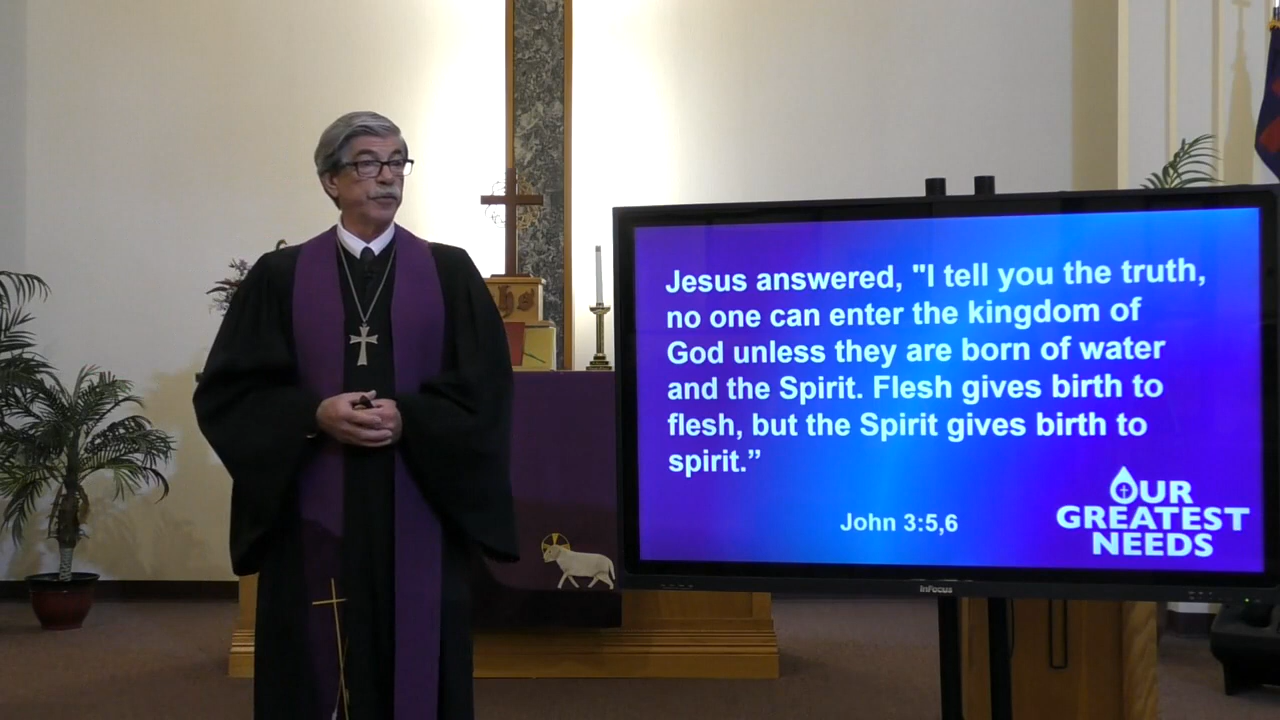 Jesus answered, "I tell you the truth,
no one can enter the kingdom of
God unless they are born of water
and the Spirit. Flesh gives birth to
flesh, but the Spirit gives birth to
spirit.”
John 3:5,6
OUR
GREATEST
NEEDS
InFocus